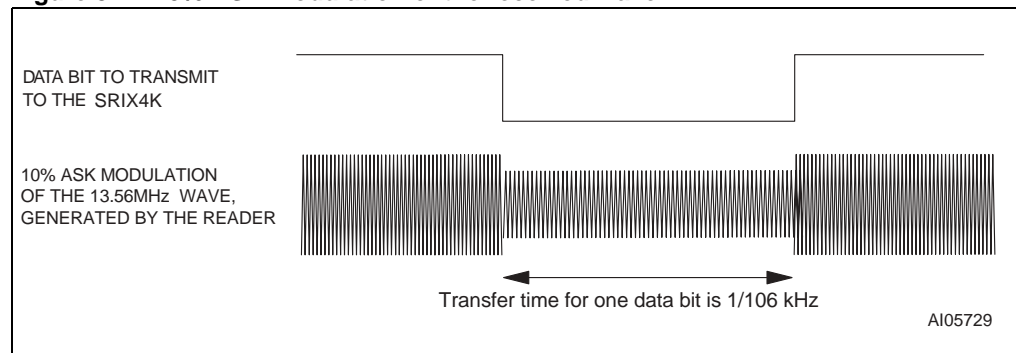 DATA BIT TO TRANSMIT
TO THE SRIX4K
10% ASK MODULATION
OF THE 13.56MHz WAVE,
GENERATED BY THE READER
Transfer time for one data bit is 1/106 kHz
AI05729